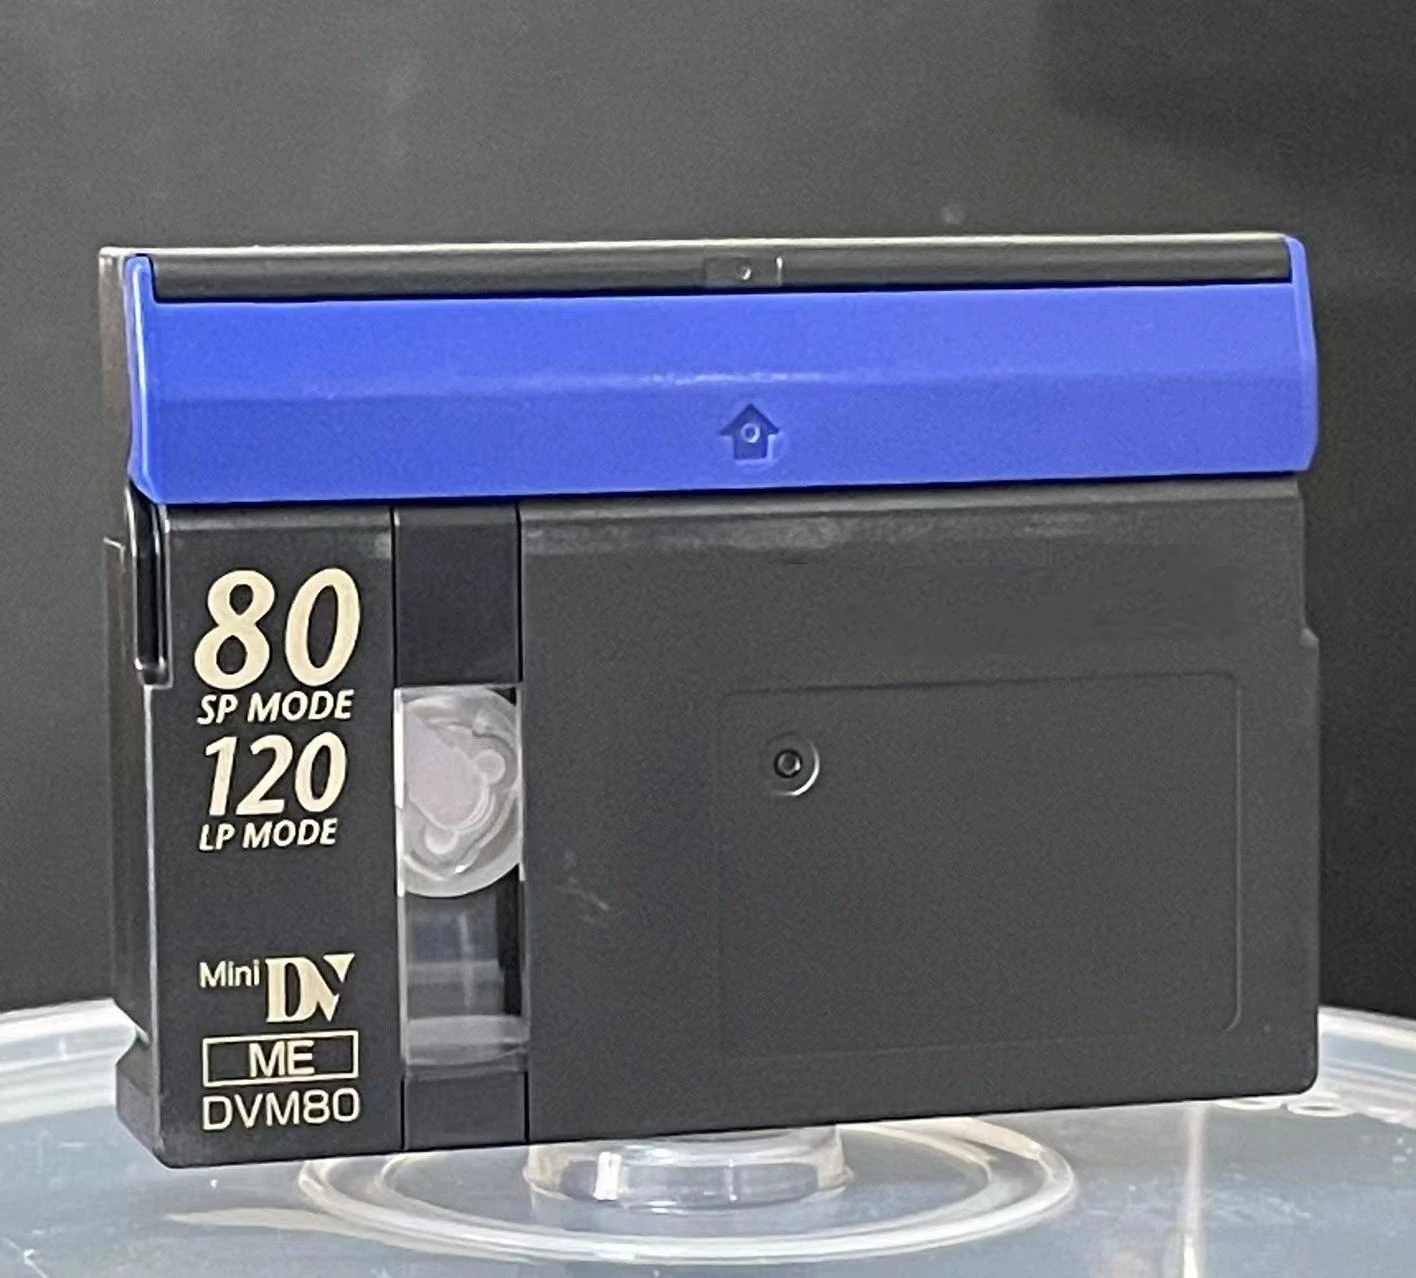 80
SP MODE
120
LP MODE
Mini DV
ME
DVM80